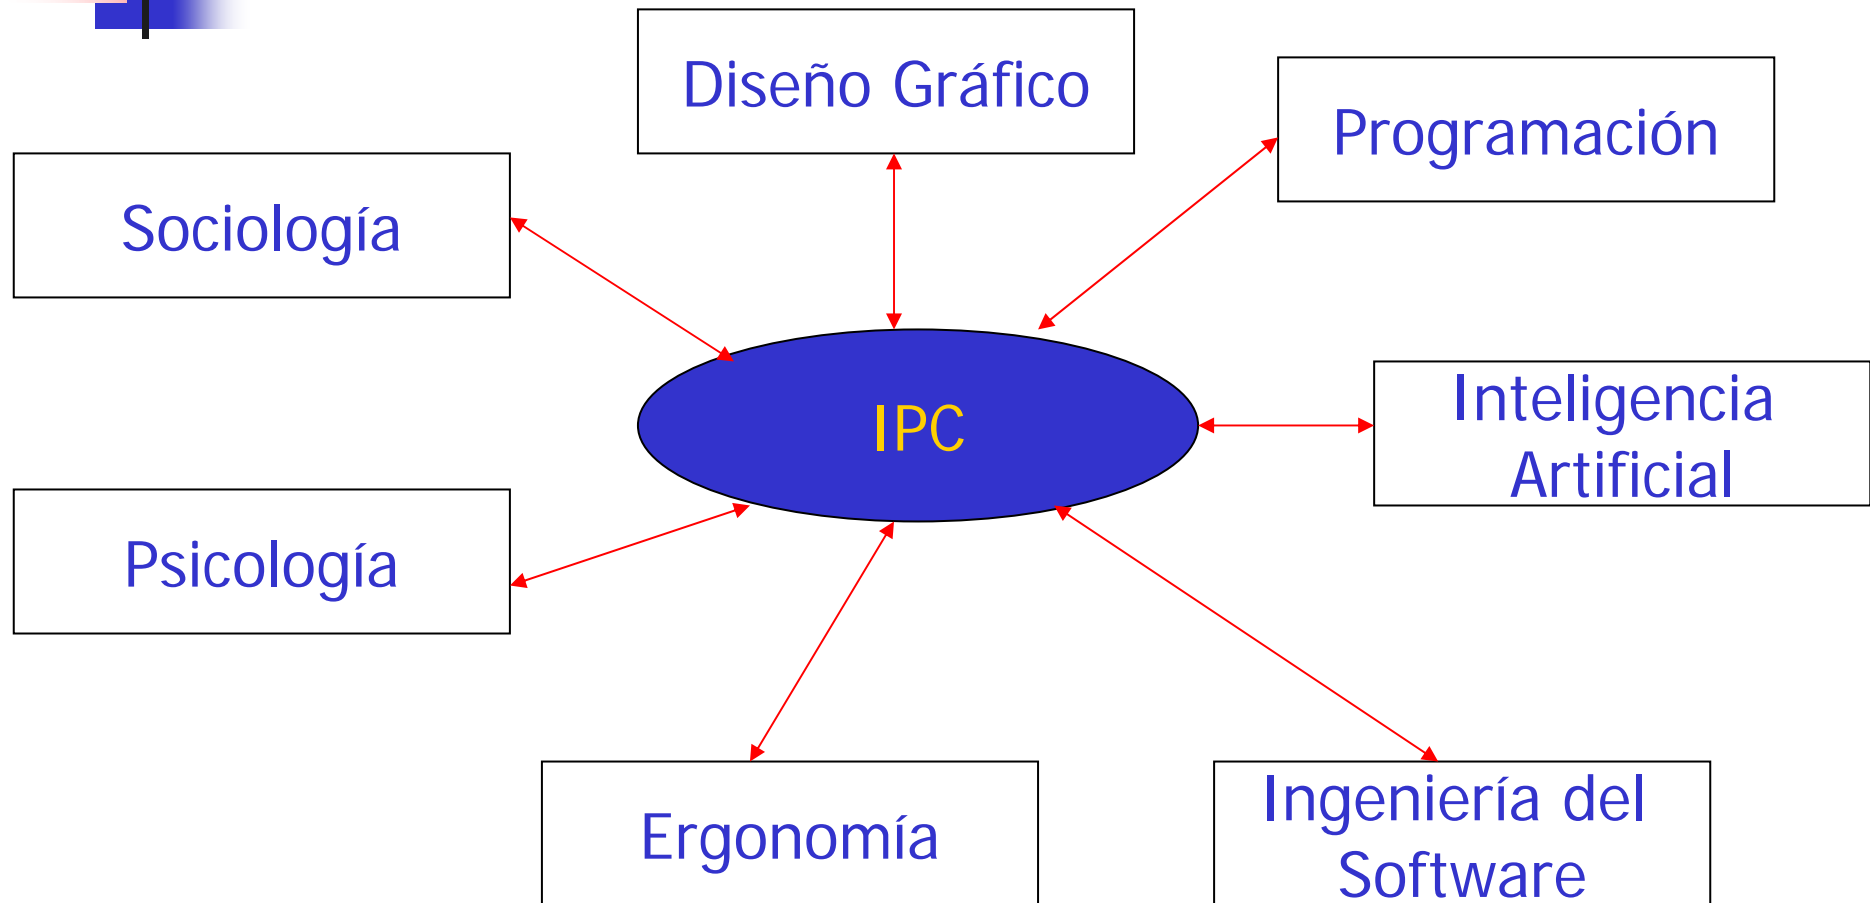 Diseño Gráfico
Programación
Sociología
IPC
Inteligencia
Artificial
Psicología
Ergonomía
Ingeniería del
Software